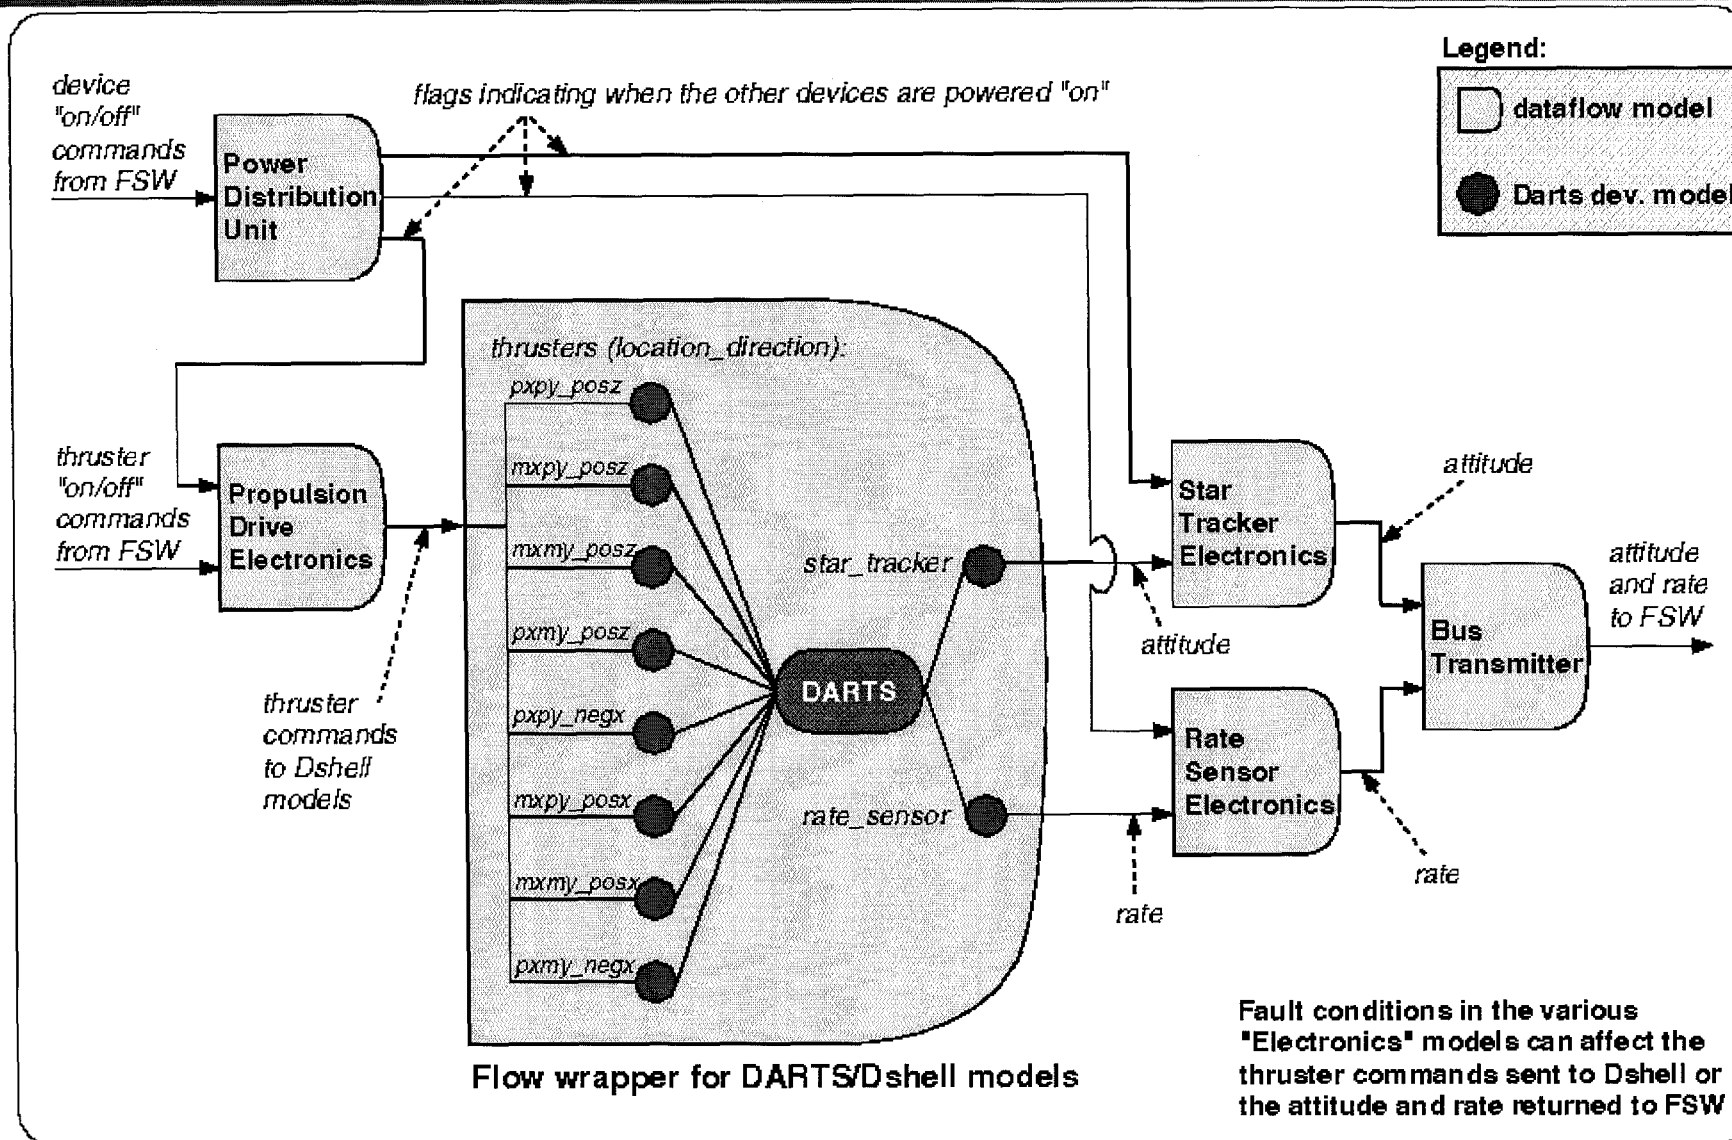 device
"on/off"
commands
from FSW
flags indicating when the other devices are powered "on"
Legend:
dataflow model
Darts dev. model
Power
Distribution
Unit
thrusters (location_direction):
pxpy_posz
mxpy_posz
mxmy_posz
pxmy_posz
pxpy_negx
mxpy_posx
mxmy_posx
pxmy_negx
thruster
"on/off"
commands
from FSW
Propulsion
Drive
Electronics
thruster
commands
to Dshell
models
DARTS
star_tracker
rate_sensor
attitude
rate
Star
Tracker
Electronics
Rate
Sensor
Electronics
attitude
rate
Bus
Transmitter
attitude
and rate
to FSW
Flow wrapper for DARTS/Dshell models
Fault conditions in the various
"Electronics" models can affect the
thruster commands sent to Dshell or
the attitude and rate returned to FSW